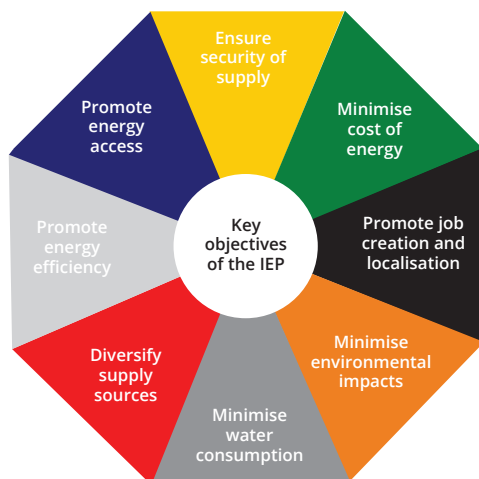 Ensure
security of
supply
Minimise
cost of
energy
Promote job
creation and
localisation
Minimise
environmental
impacts
Minimise
water
consumption
Diversify
supply
sources
Promote
energy
efficiency
Promote
energy
access
Key
objectives
of the IEP